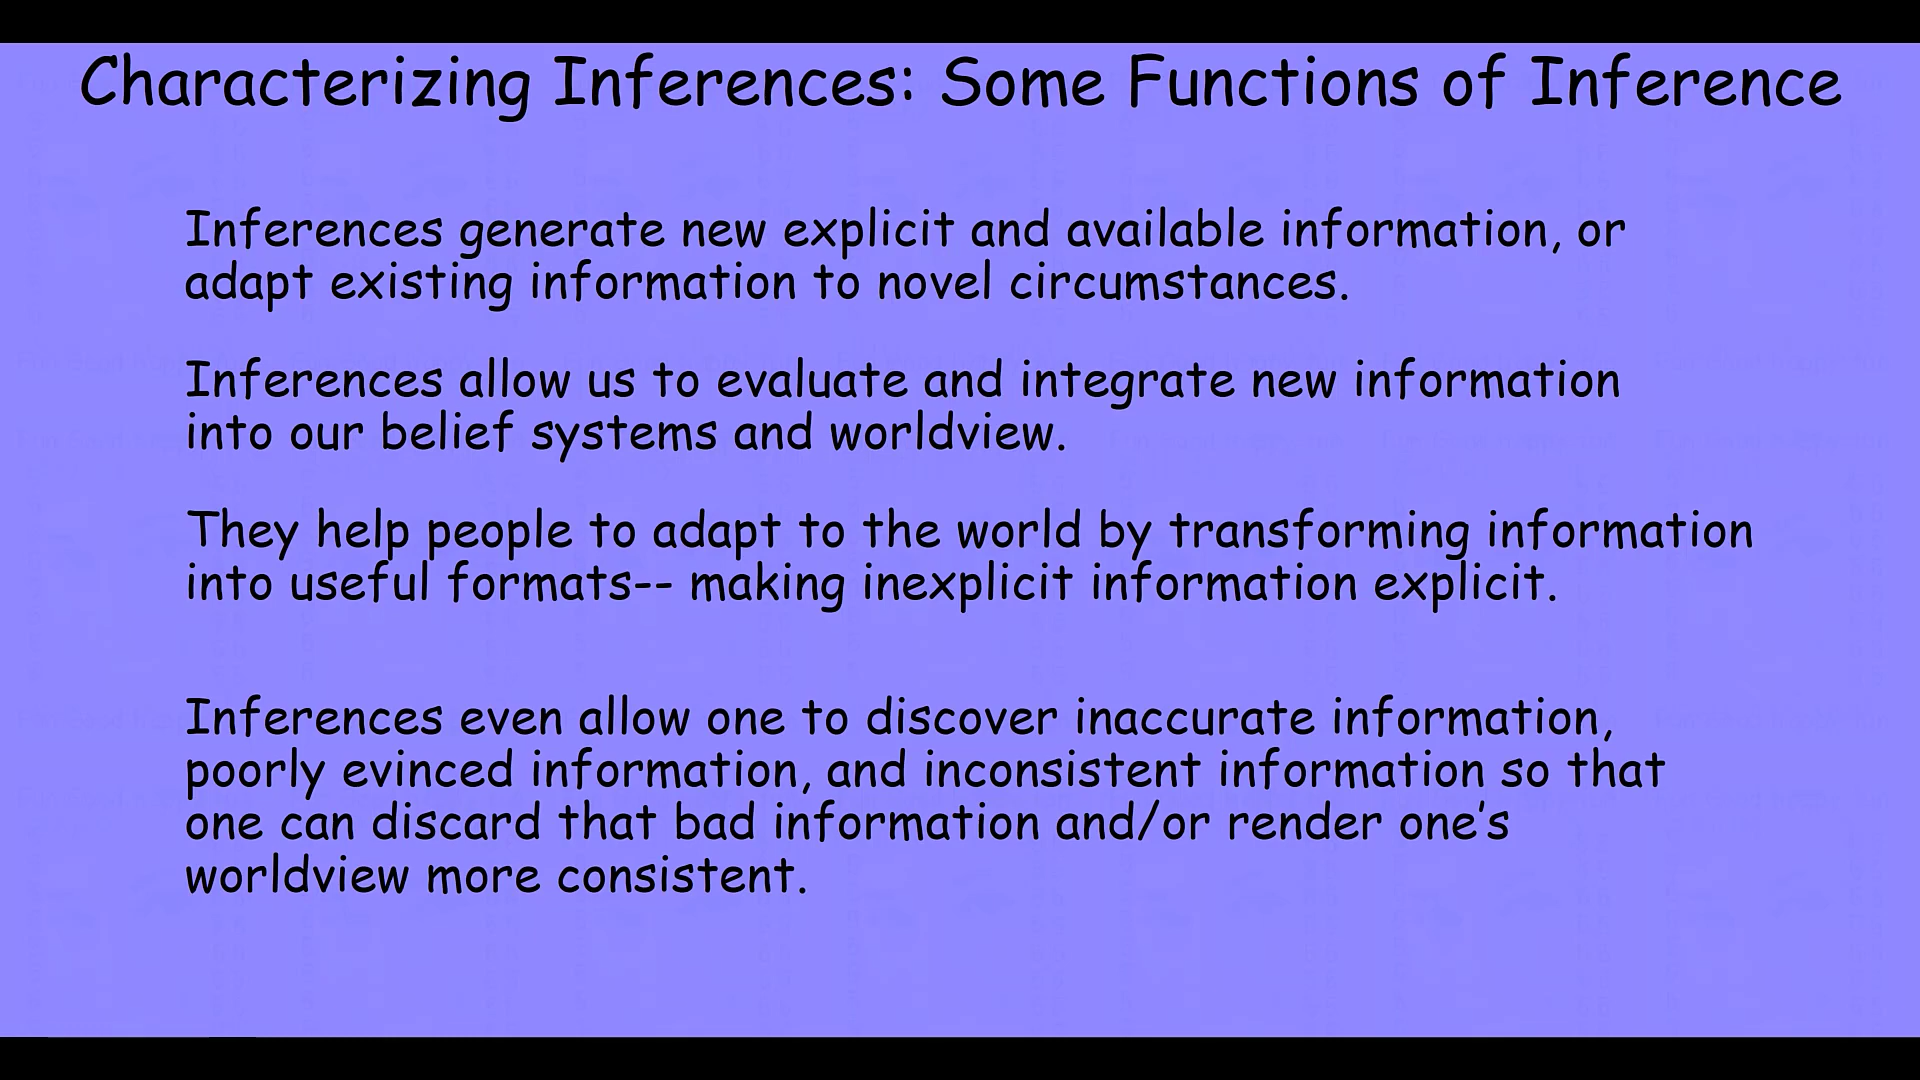 Characterizing Inferences: Some Functions of Inference
Inferences generate new explicit and available information, or
adapt existing information to novel circumstances.
Inferences allow us to evaluate and integrate new information
into our belief systems and worldview.
They help people to adapt to the world by transforming information
into useful formats-- making inexplicit information explicit.
Inferences even allow one to discover inaccurate information,
poorly evinced information, and inconsistent information so that
one can discard that bad information and/or render one’s
worldview more consistent.